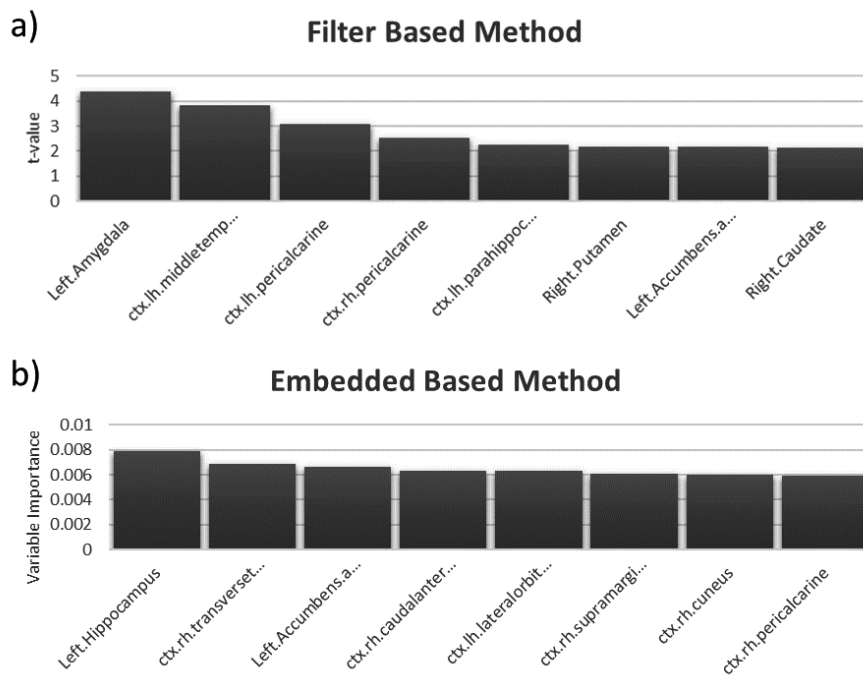 a)
Filter Based Method
5
4
3
2
1
0
t-value
Left.Amygdala
ctx.lh.middletemp...
ctx.lh.pericalcarine
ctx.rh.pericalcarine
ctx.lh.parahippoc...
Right.Putamen
Left.Accumbens.a...
Right.Caudate
b)
Embedded Based Method
0.01
0.008
0.006
0.004
0.002
0
Variable Importance
Left.Hippocampus
ctx.rh.transverset...
Left.Accumbens.a...
ctx.rh.caudalanter...
ctx.lh.lateralorbit...
ctx.rh.supramargi...
ctx.rh.cuneus
ctx.rh.pericalcarine